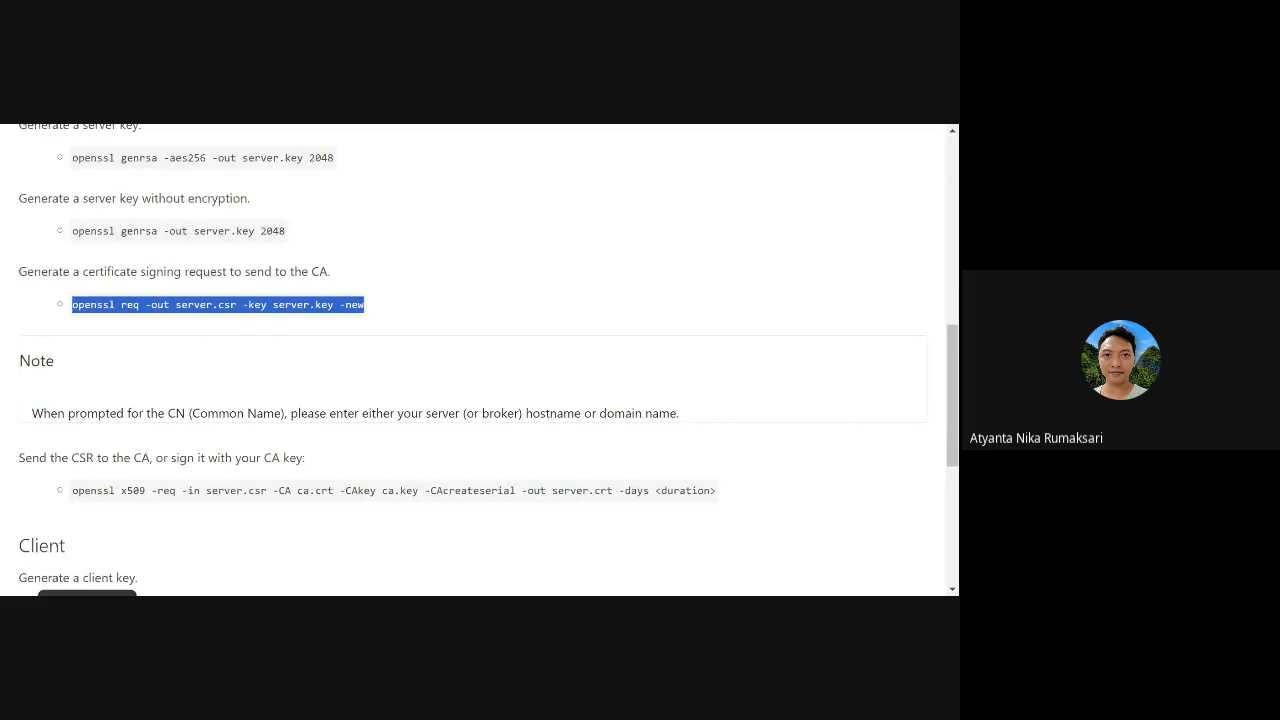 Generate a server key.
openssl genrsa -aes256 -out server.key 2048
Generate a server key without encryption.
openssl genrsa -out server.key 2048
Generate a certificate signing request to send to the CA.
openssl req -out server.csr -key server.key -new
Note
When prompted for the CN (Common Name), please enter either your server (or broker) hostname or domain name.
Send the CSR to the CA, or sign it with your CA key:
openssl x509 -req -in server.csr -CA ca.crt -CAkey ca.key -CAcreateserial -out server.crt -days <duration>
Client
Generate a client key.
Atyanta Nika Rumaksari